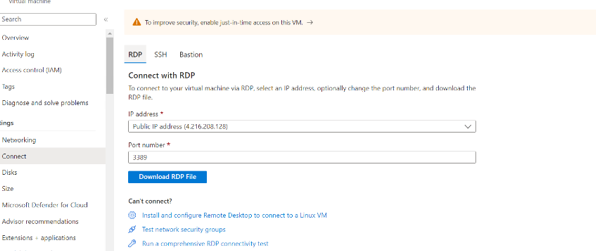 Virtual machine
Search
«
To improve security, enable just-in-time access on this VM. →
Overview
Activity log
Access control (IAM)
Tags
Diagnose and solve problems
ttings
Networking
Connect
Disks
Size
Microsoft Defender for Cloud
Advisor recommendations
Extensions + applications
RDP SSH Bastion
Connect with RDP
To connect to your virtual machine via RDP, select an IP address, optionally change the port number, and download the
RDP file.
IP address *
Public IP address (4.216.208.128)
Port number *
3389
Download RDP File
Can't connect?
Install and configure Remote Desktop to connect to a Linux VM
Test network security groups
Run a comprehensive RDP connectivity test